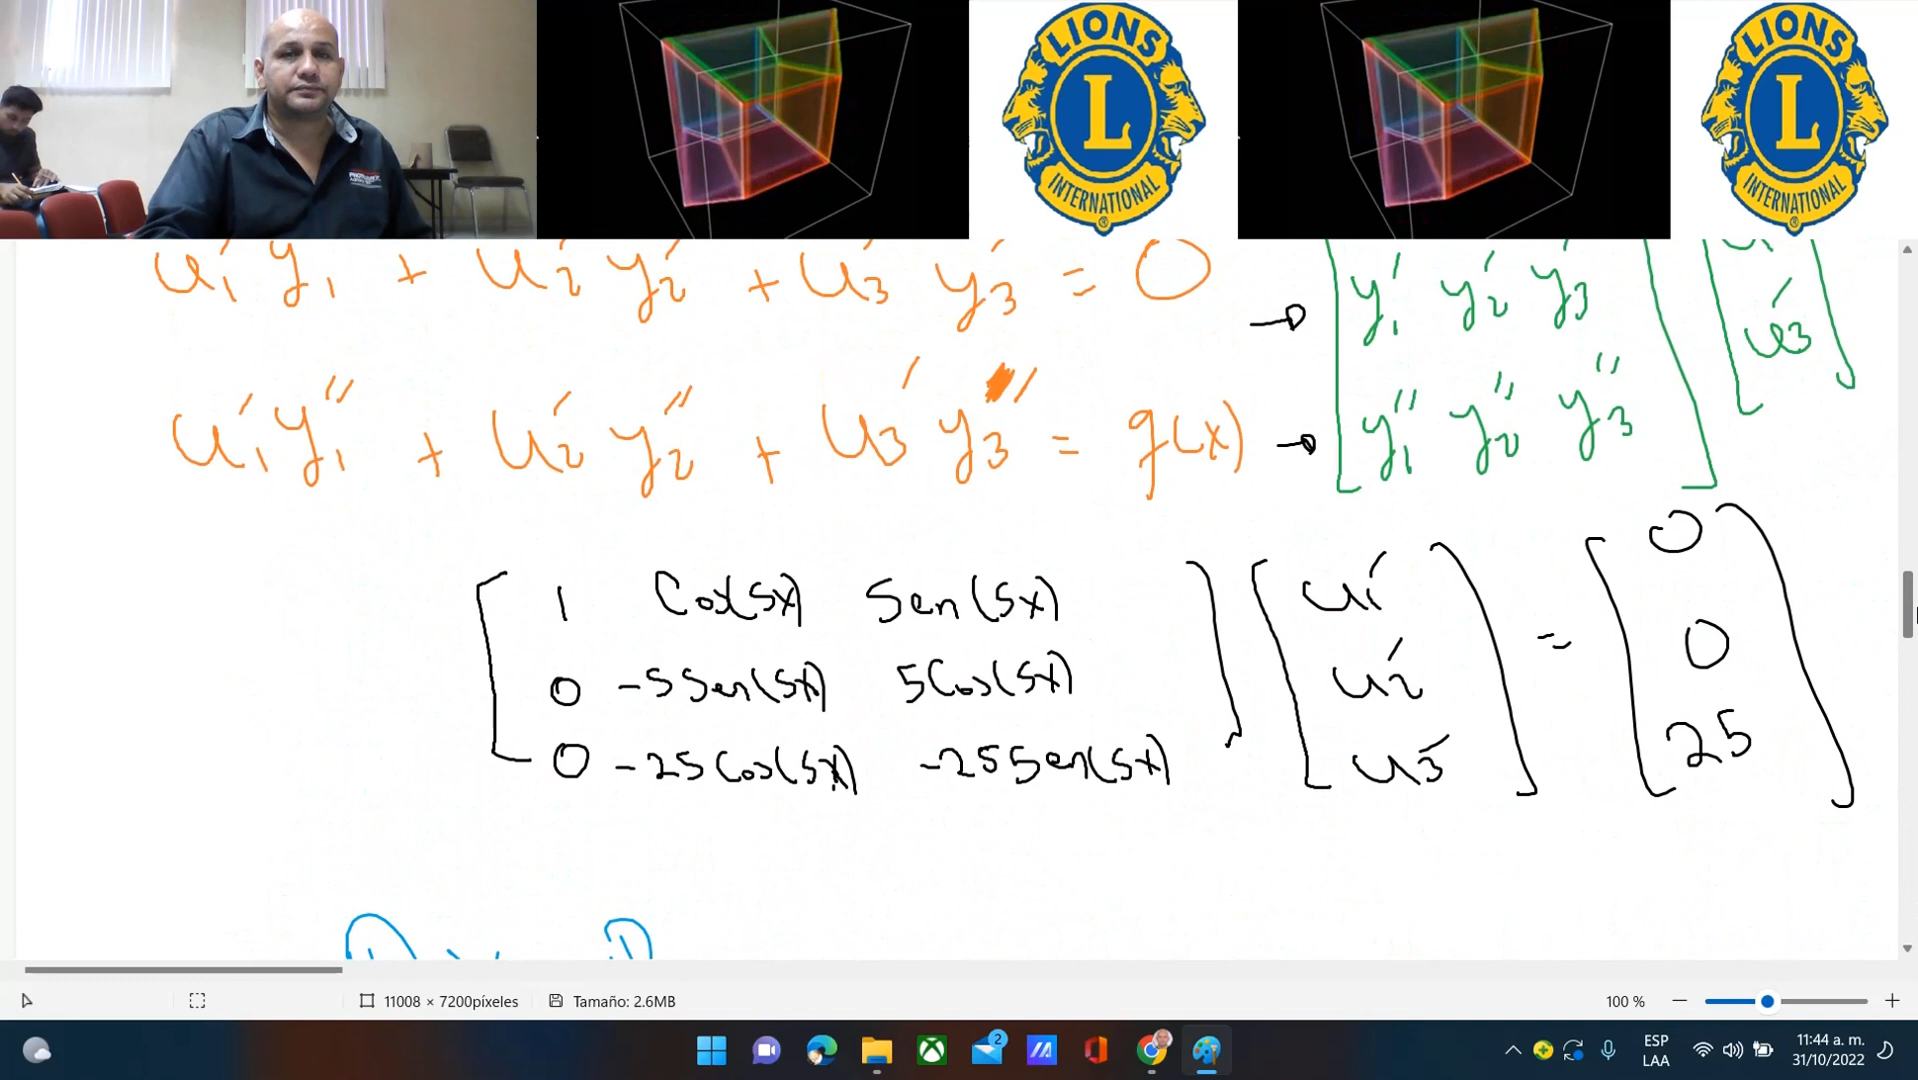 LIONS
L
INTERNATIONAL
®
LIONS
L
INTERNATIONAL
®
u₁' y₁' + u₂' y₂' + u₃' y₃' = 0
y₁' y₂' y₃'
u₃'
u₁' y₁'' + u₂' y₂'' + u₃' y₃'' = g(x)
y₁'' y₂'' y₃''
1 Cos(5x) Sen(5x) u₁' 0
0 -5Sen(5x) 5Cos(5x) u₂' = 0
0 -25Cos(5x) -25Sen(5x) u₃' 25
11008 × 7200píxeles
Tamaño: 2.6MB
100 %
2
ESP
LAA
11:44 a. m.
31/10/2022